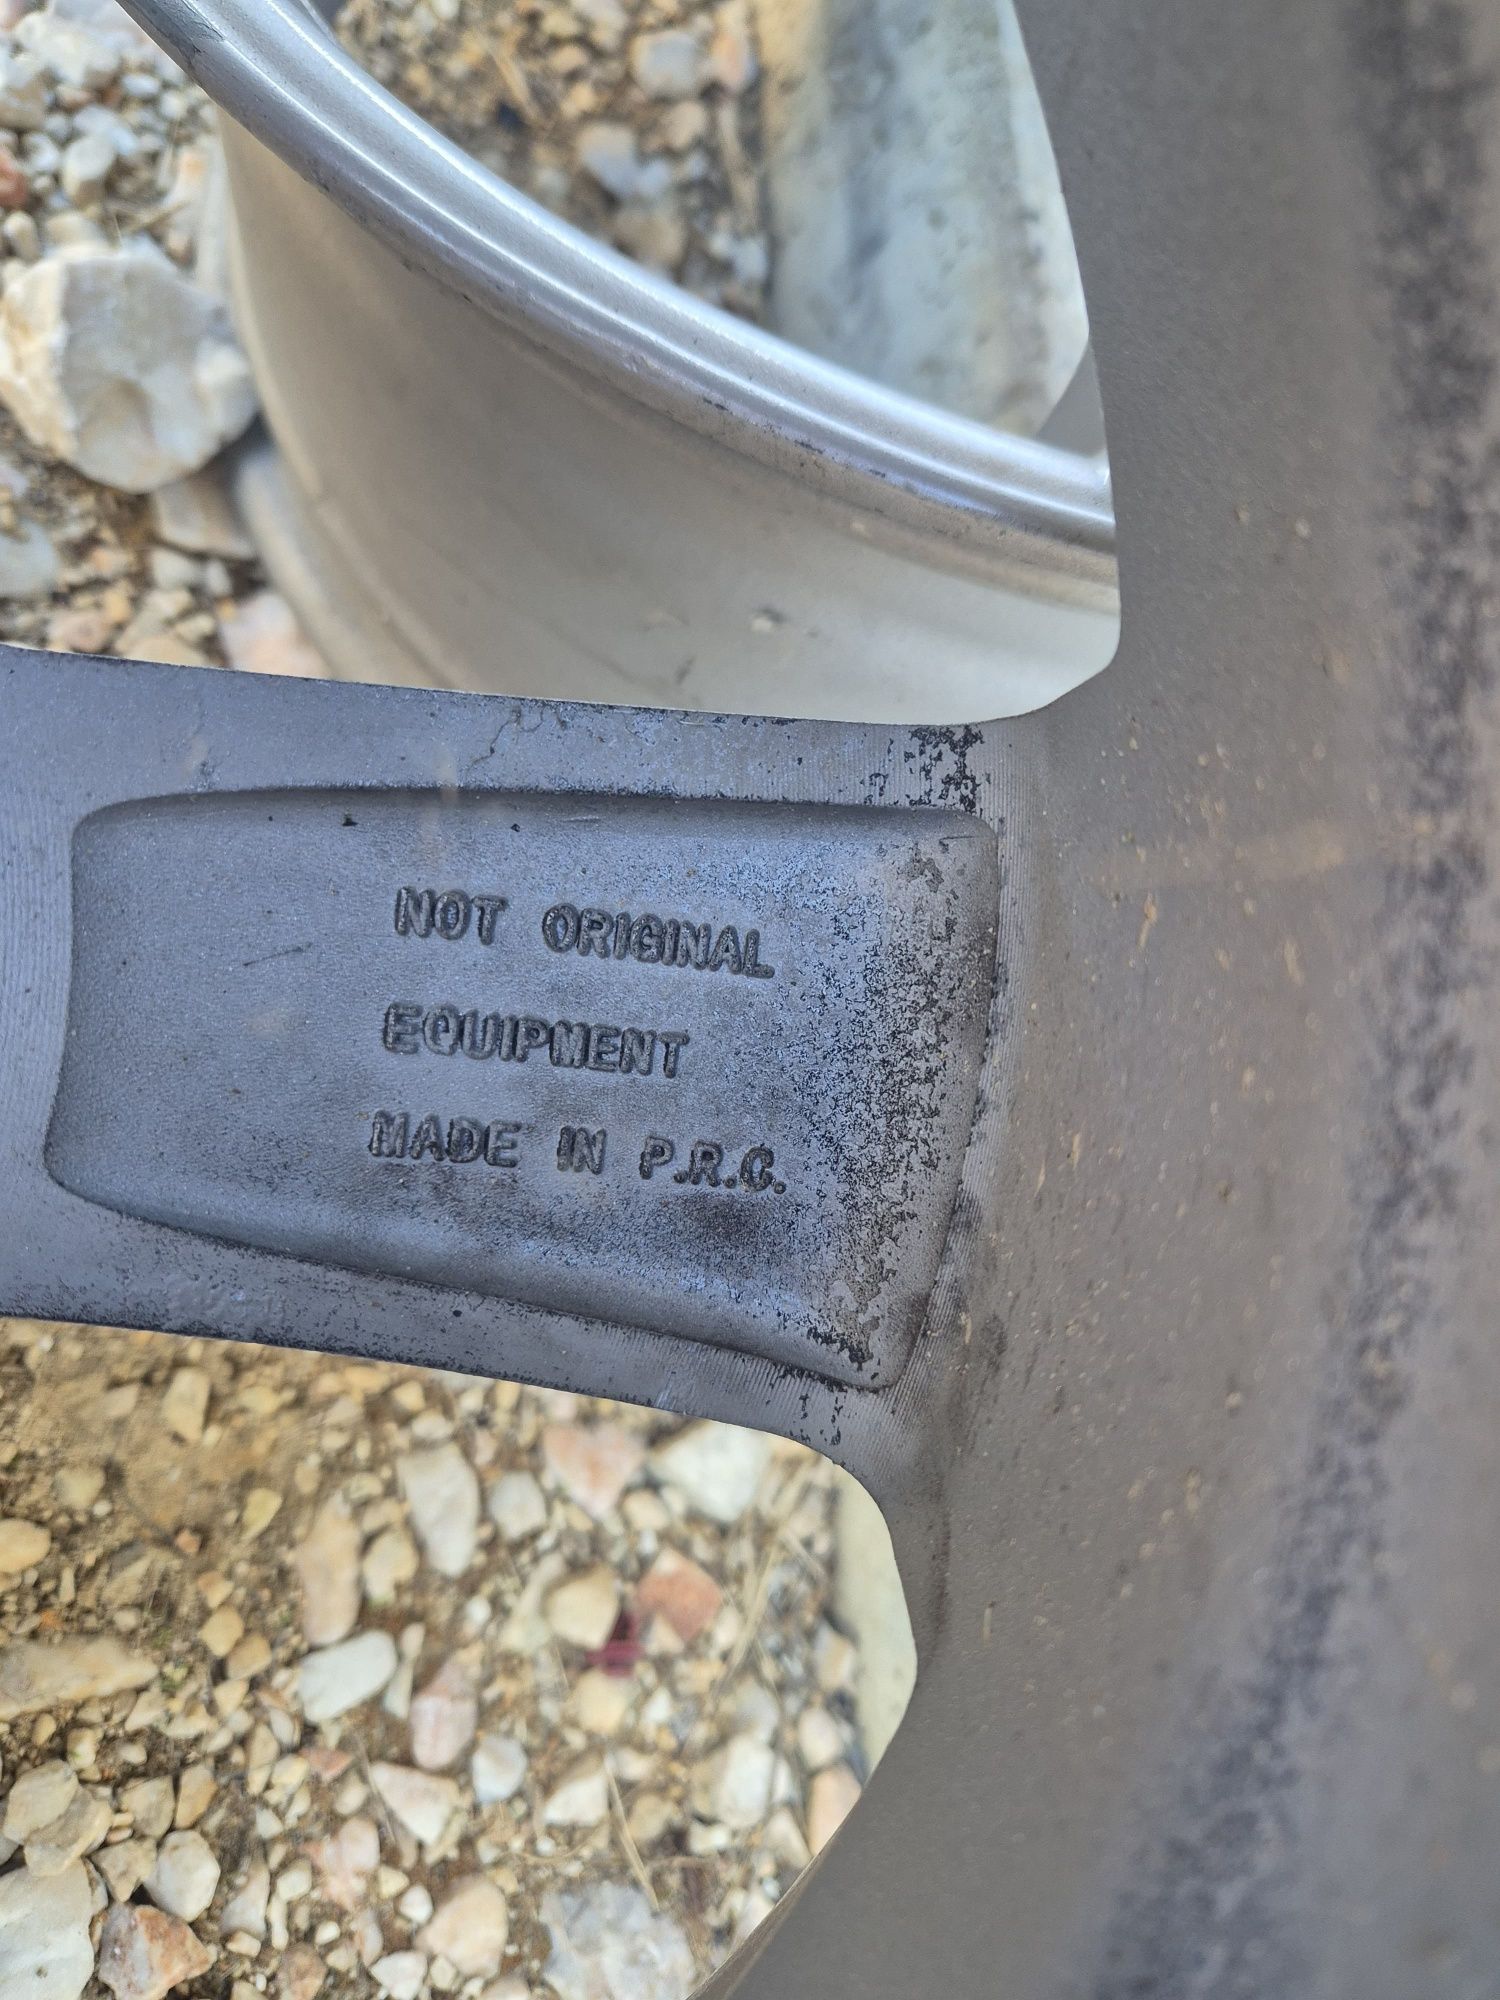 NOT ORIGINAL
EQUIPMENT
MADE IN P.R.C.